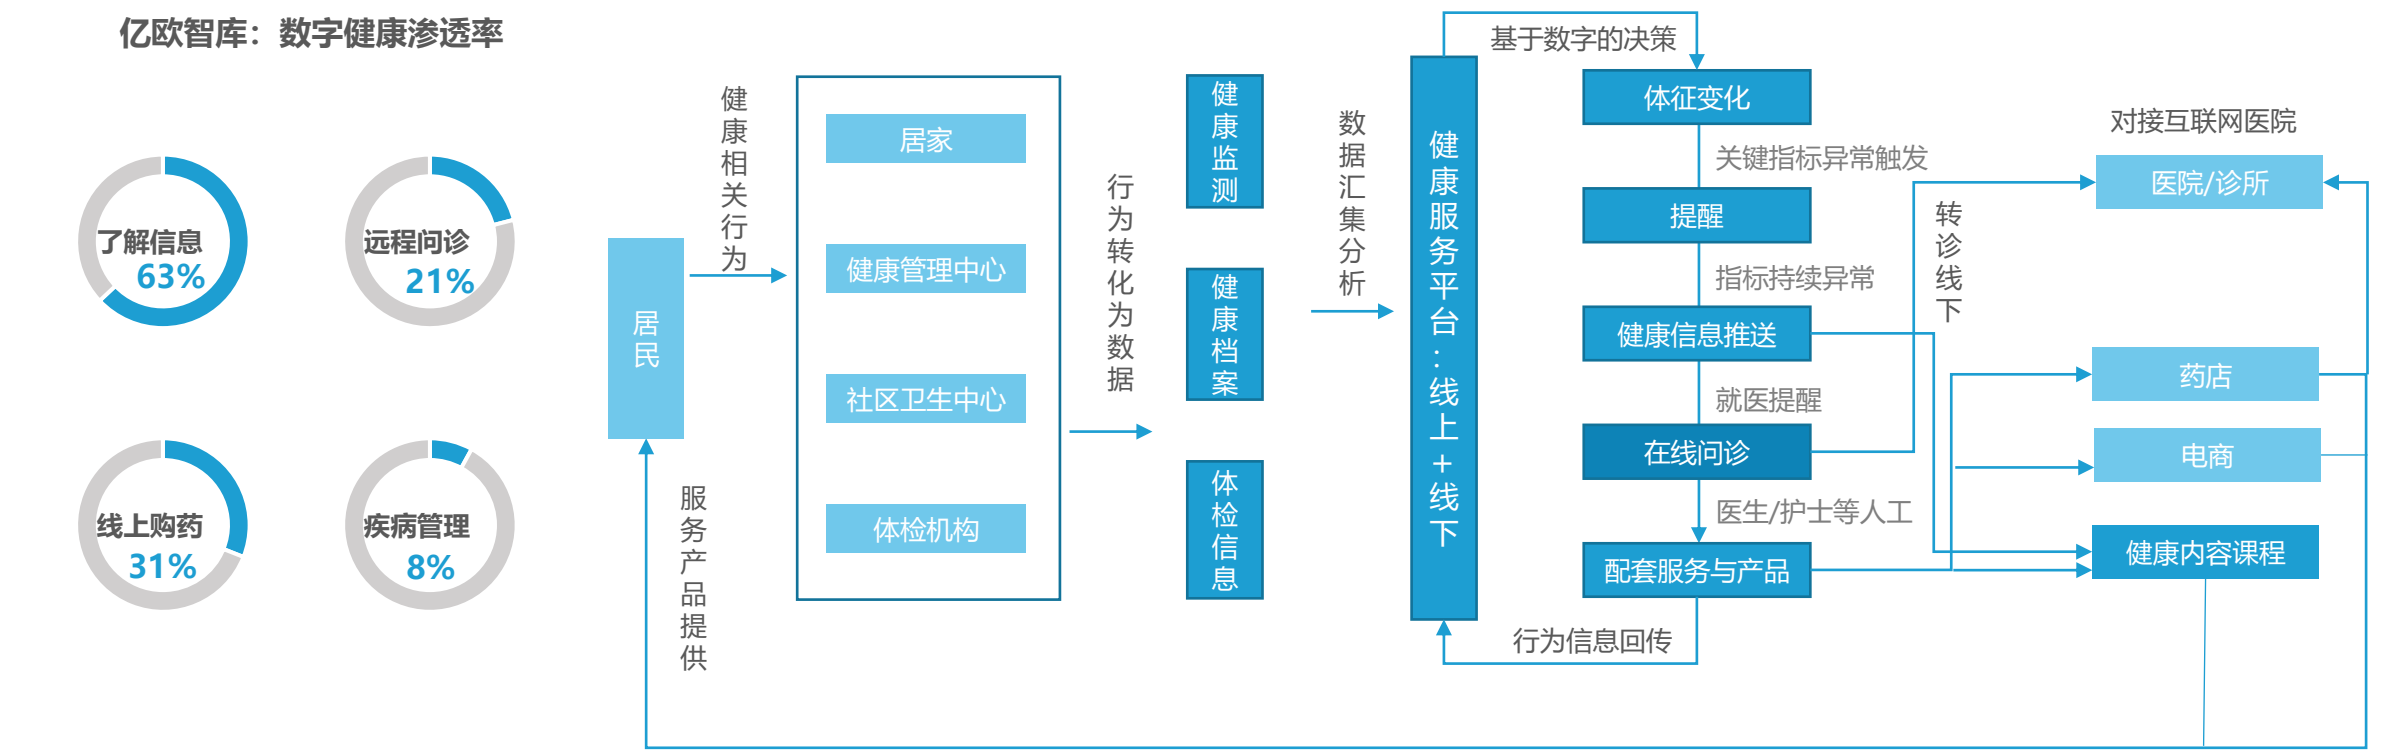 亿欧智库：数字健康渗透率
了解信息
63%
远程问诊
21%
线上购药
31%
疾病管理
8%
居民
健康相关行为
服务产品提供
居家
健康管理中心
社区卫生中心
体检机构
行为转化为数据
健康监测
健康档案
体检信息
数据汇集分析
健康服务平台：线上+线下
基于数字的决策
体征变化
关键指标异常触发
提醒
指标持续异常
健康信息推送
就医提醒
在线问诊
医生/护士等人工
配套服务与产品
行为信息回传
转诊线下
对接互联网医院
医院/诊所
药店
电商
健康内容课程